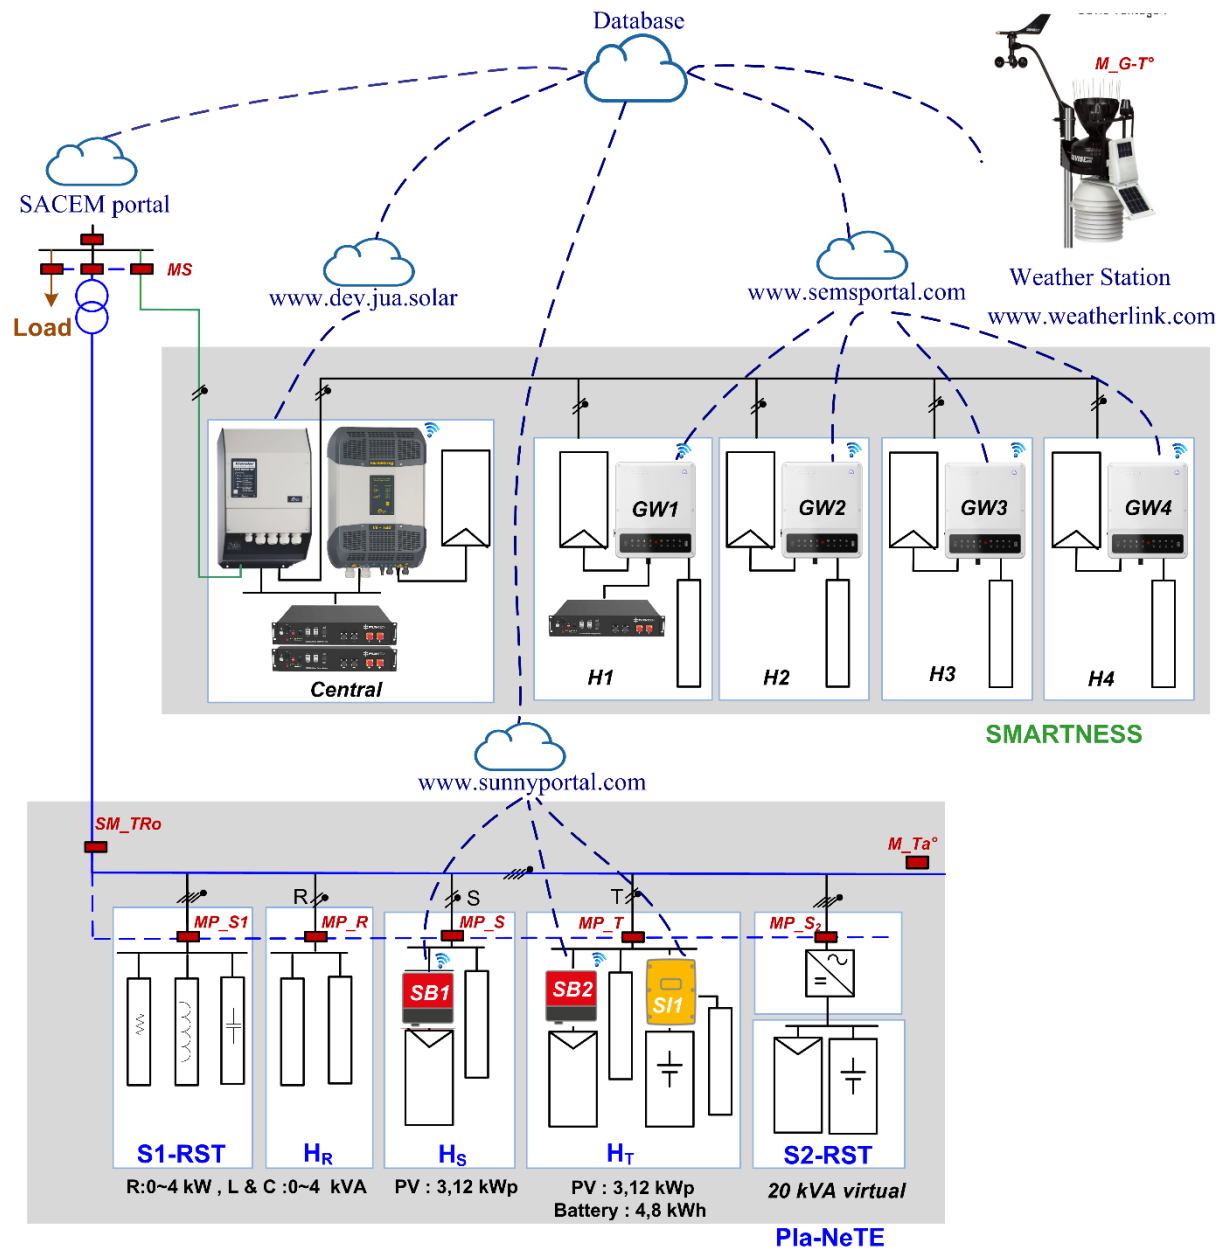 Database
M_G-T°
SACEM portal
MS
Load
www.dev.jua.solar
www.semsportal.com
Weather Station
www.weatherlink.com
GW1
GW2
GW3
GW4
Central
H1
H2
H3
H4
SMARTNESS
www.sunnyportal.com
SM_TRo
M_Ta°
R
S
T
MP_S1
MP_R
MP_S
MP_T
MP_S2
SB1
SB2
SI1
S1-RST
HR
HS
HT
S2-RST
R:0~4 kW , L & C :0~4 kVA
PV : 3,12 kWp
PV : 3,12 kWp
Battery : 4,8 kWh
20 kVA virtual
Pla-NeTE